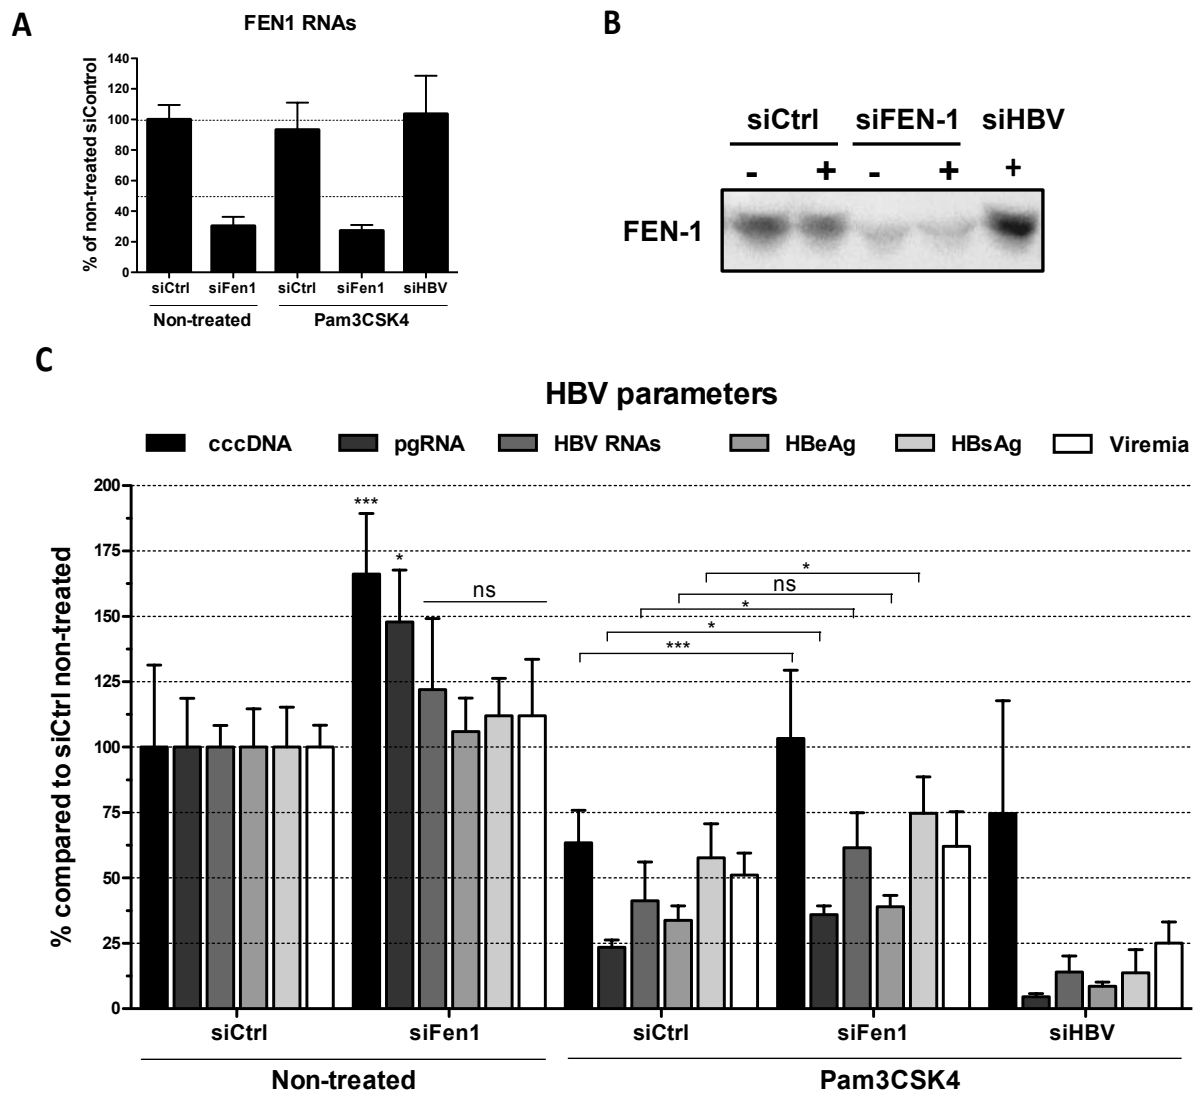 A
FEN1 RNAs
% of non-treated siControl
140
120
100
80
60
40
20
0
siCtrl siFen1 siCtrl siFen1 siHBV
Non-treated Pam3CSK4
B
siCtrl siFEN-1 siHBV
- + - + +
FEN-1
C
HBV parameters
cccDNA pgRNA HBV RNAs HBeAg HBsAg Viremia
% compared to siCtrl non-treated
200
175
150
125
100
75
50
25
0
***
*
ns
*
ns
*
*
***
siCtrl siFen1 siCtrl siFen1 siHBV
Non-treated Pam3CSK4